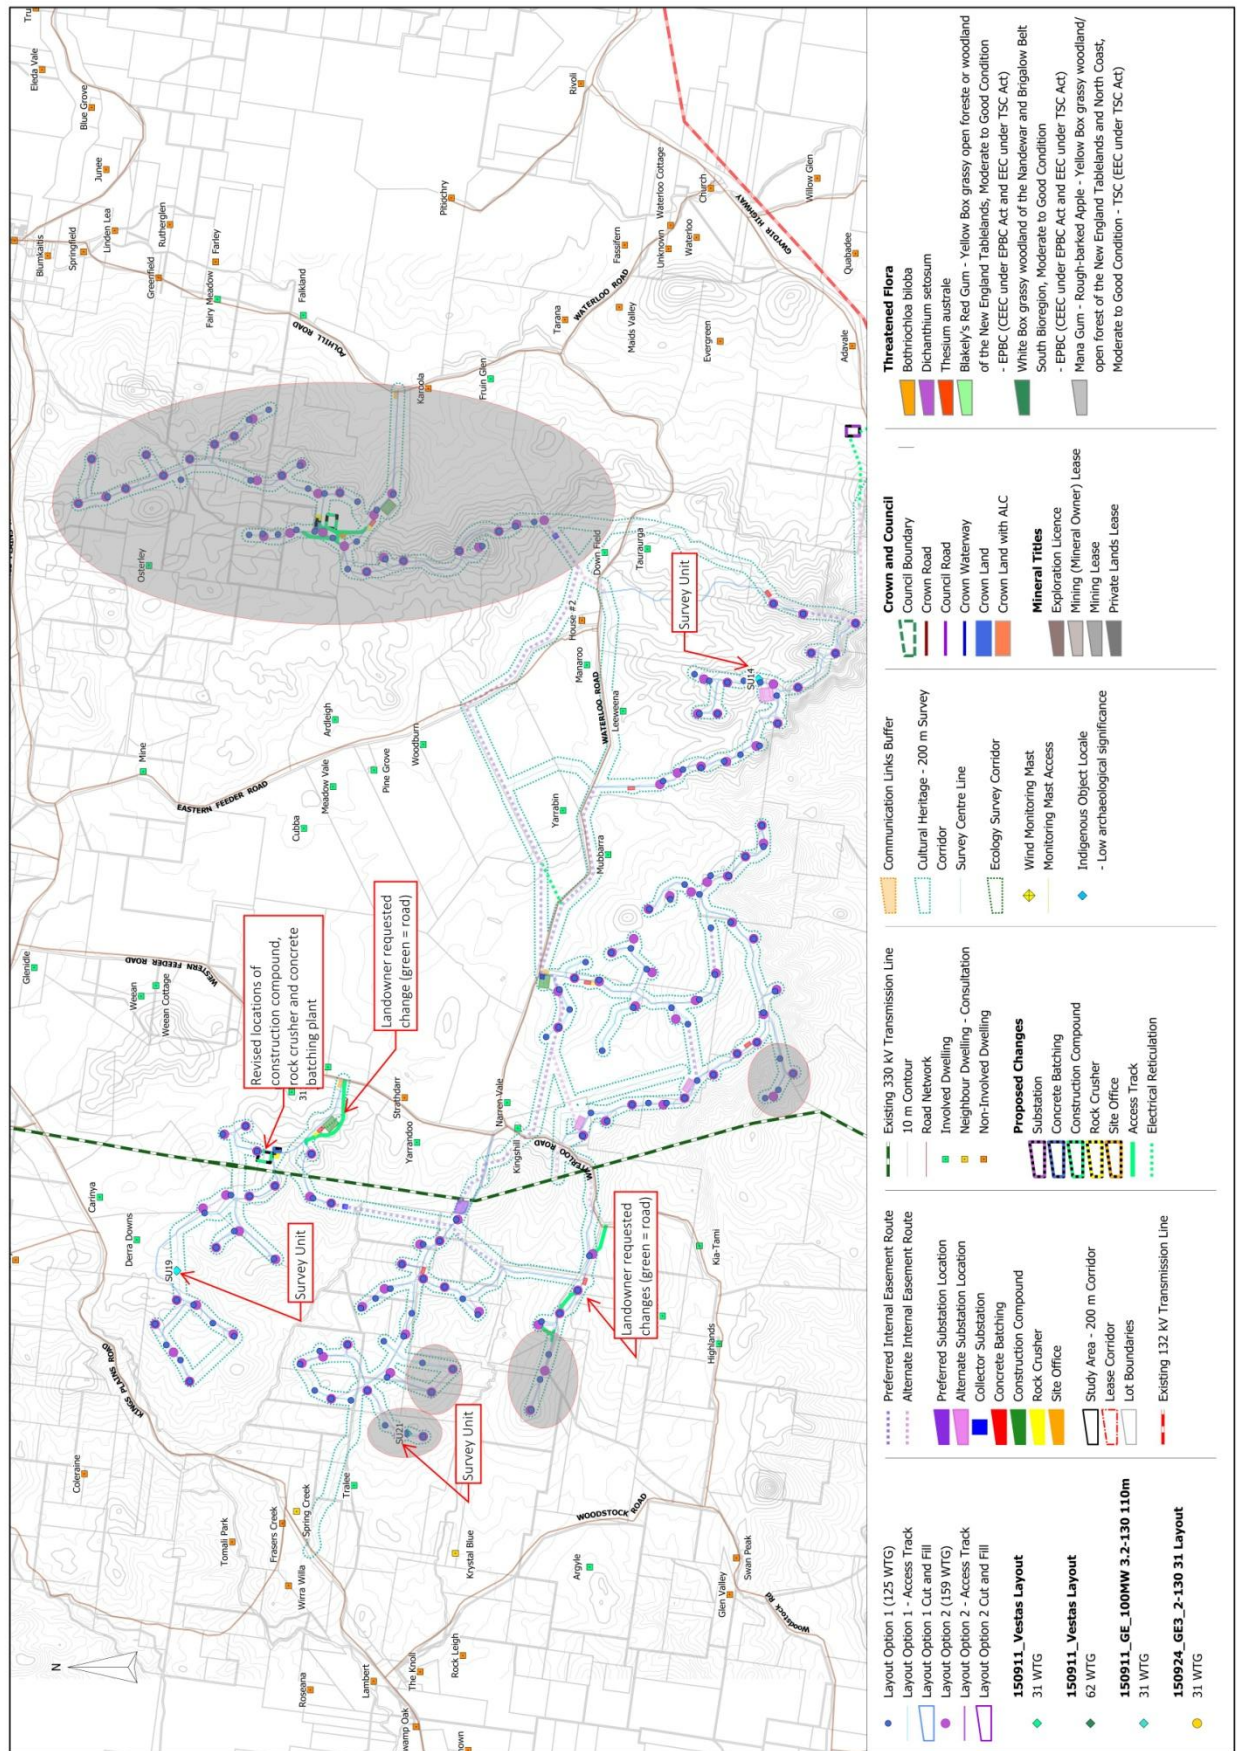 N
Roseana
Lambert
The Knoll
Rock Leigh
Wirra Willa
Frasers Creek
Spring Creek
Tomali Park
Coleraine
Tralee
Krystal Blue
Argyle
Glen Valley
Swan Peak
Woodstock Rd
WOODSTOCK ROAD
Highlands
Kia-Tami
KINGS PLAINS ROAD
Derra Downs
Carinya
SU19
SU21
Survey Unit
Survey Unit
Landowner requested
changes (green = road)
WATERLOO ROAD
Kingshill
Narren Vale
Yarrandoo
Strathdarr
Revised locations of
construction compound,
rock crusher and concrete
batching plant
31
Landowner requested
change (green = road)
Glenidle
Weean
Weean Cottage
WESTERN FEEDER ROAD
Mine
EASTERN FEEDER ROAD
Cubba
Meadow Vale
Ardleigh
Pine Grove
Woodburn
Yarrabin
Mubbarra
WATERLOO ROAD
Leeweena
Manaroo
House #2
Down Field
Tauraurga
Survey Unit
SU14
Osterley
Karoola
Fruin Glen
POLHILL ROAD
Falkland
Fairy Meadow
Farley
Greenfield
Rutherglen
Linden Lea
Springfield
Blumkaitis
Junee
Blue Grove
Eleda Vale
Tru
Pitidchry
Rivoli
Tarana
WATERLOO ROAD
Maids Valley
Fassifern
Evergreen
Unknown
Waterloo Cottage
Waterloo
Church
Willow Glen
GWYDIR HIGHWAY
Quabadee
Adavale
Layout Option 1 (125 WTG)
Layout Option 1 - Access Track
Layout Option 1 Cut and Fill
Layout Option 2 (159 WTG)
Layout Option 2 - Access Track
Layout Option 2 Cut and Fill
150911_Vestas Layout
31 WTG
150911_Vestas Layout
62 WTG
150911_GE_100MW 3.2-130 110m
31 WTG
150924_GE3_2-130 31 Layout
31 WTG
Preferred Internal Easement Route
Alternate Internal Easement Route
Preferred Substation Location
Alternate Substation Location
Collector Substation
Concrete Batching
Construction Compound
Rock Crusher
Site Office
Study Area - 200 m Corridor
Lease Corridor
Lot Boundaries
Existing 132 kV Transmission Line
Existing 330 kV Transmission Line
10 m Contour
Road Network
Involved Dwelling
Neighbour Dwelling - Consultation
Non-Involved Dwelling
Proposed Changes
Substation
Concrete Batching
Construction Compound
Rock Crusher
Site Office
Access Track
Electrical Reticulation
Communication Links Buffer
Cultural Heritage - 200 m Survey
Corridor
Survey Centre Line
Ecology Survey Corridor
Wind Monitoring Mast
Monitoring Mast Access
Indigenous Object Locale
- Low archaeological significance
Crown and Council
Council Boundary
Crown Road
Council Road
Crown Waterway
Crown Land
Crown Land with ALC
Mineral Titles
Exploration Licence
Mining (Mineral Owner) Lease
Mining Lease
Private Lands Lease
Threatened Flora
Bothriochloa biloba
Dichanthium setosum
Thesium australe
Blakely's Red Gum - Yellow Box grassy open foreste or woodland
of the New England Tablelands, Moderate to Good Condition
- EPBC (CEEC under EPBC Act and EEC under TSC Act)
White Box grassy woodland of the Nandewar and Brigalow Belt
South Bioregion, Moderate to Good Condition
- EPBC (CEEC under EPBC Act and EEC under TSC Act)
Mana Gum - Rough-barked Apple - Yellow Box grassy woodland/
open forest of the New England Tablelands and North Coast,
Moderate to Good Condition - TSC (EEC under TSC Act)